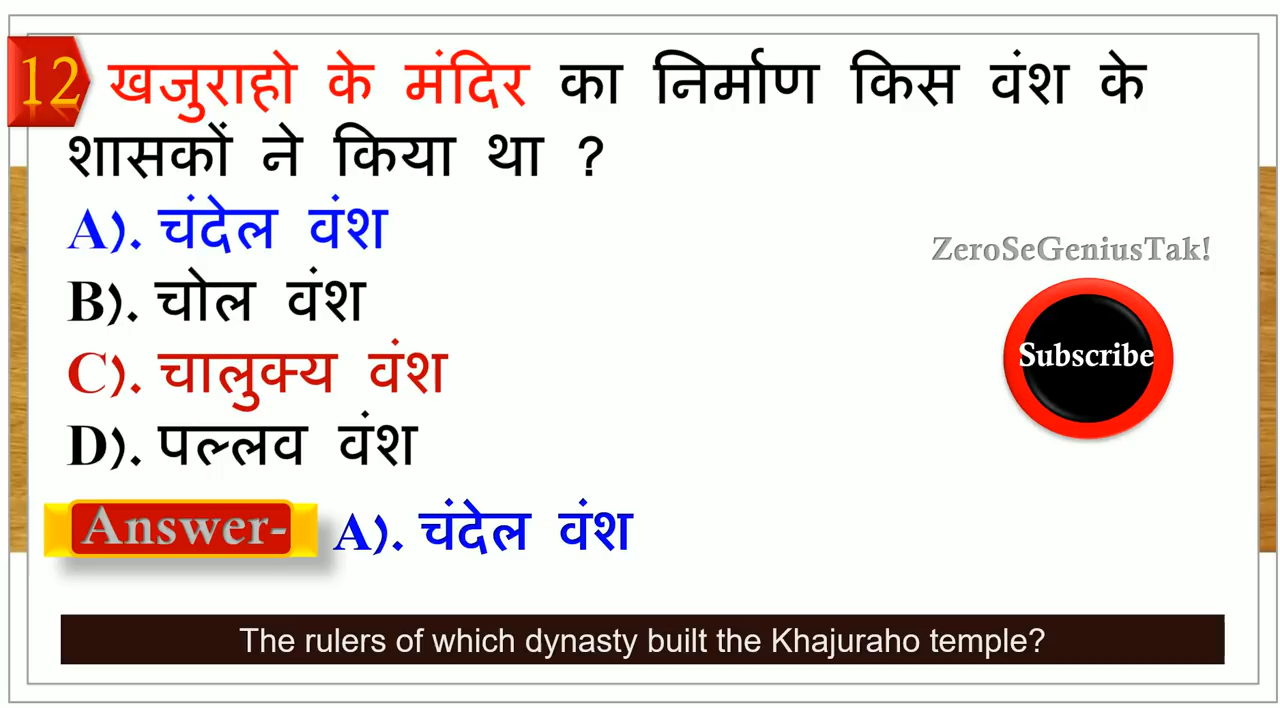 12 खजुराहो के मंदिर का निर्माण किस वंश के
शासकों ने किया था ?
A). चंदेल वंश
ZeroSeGeniusTak!
B). चोल वंश
Subscribe
C). चालुक्य वंश
D). पल्लव वंश
Answer- A). चंदेल वंश
The rulers of which dynasty built the Khajuraho temple?